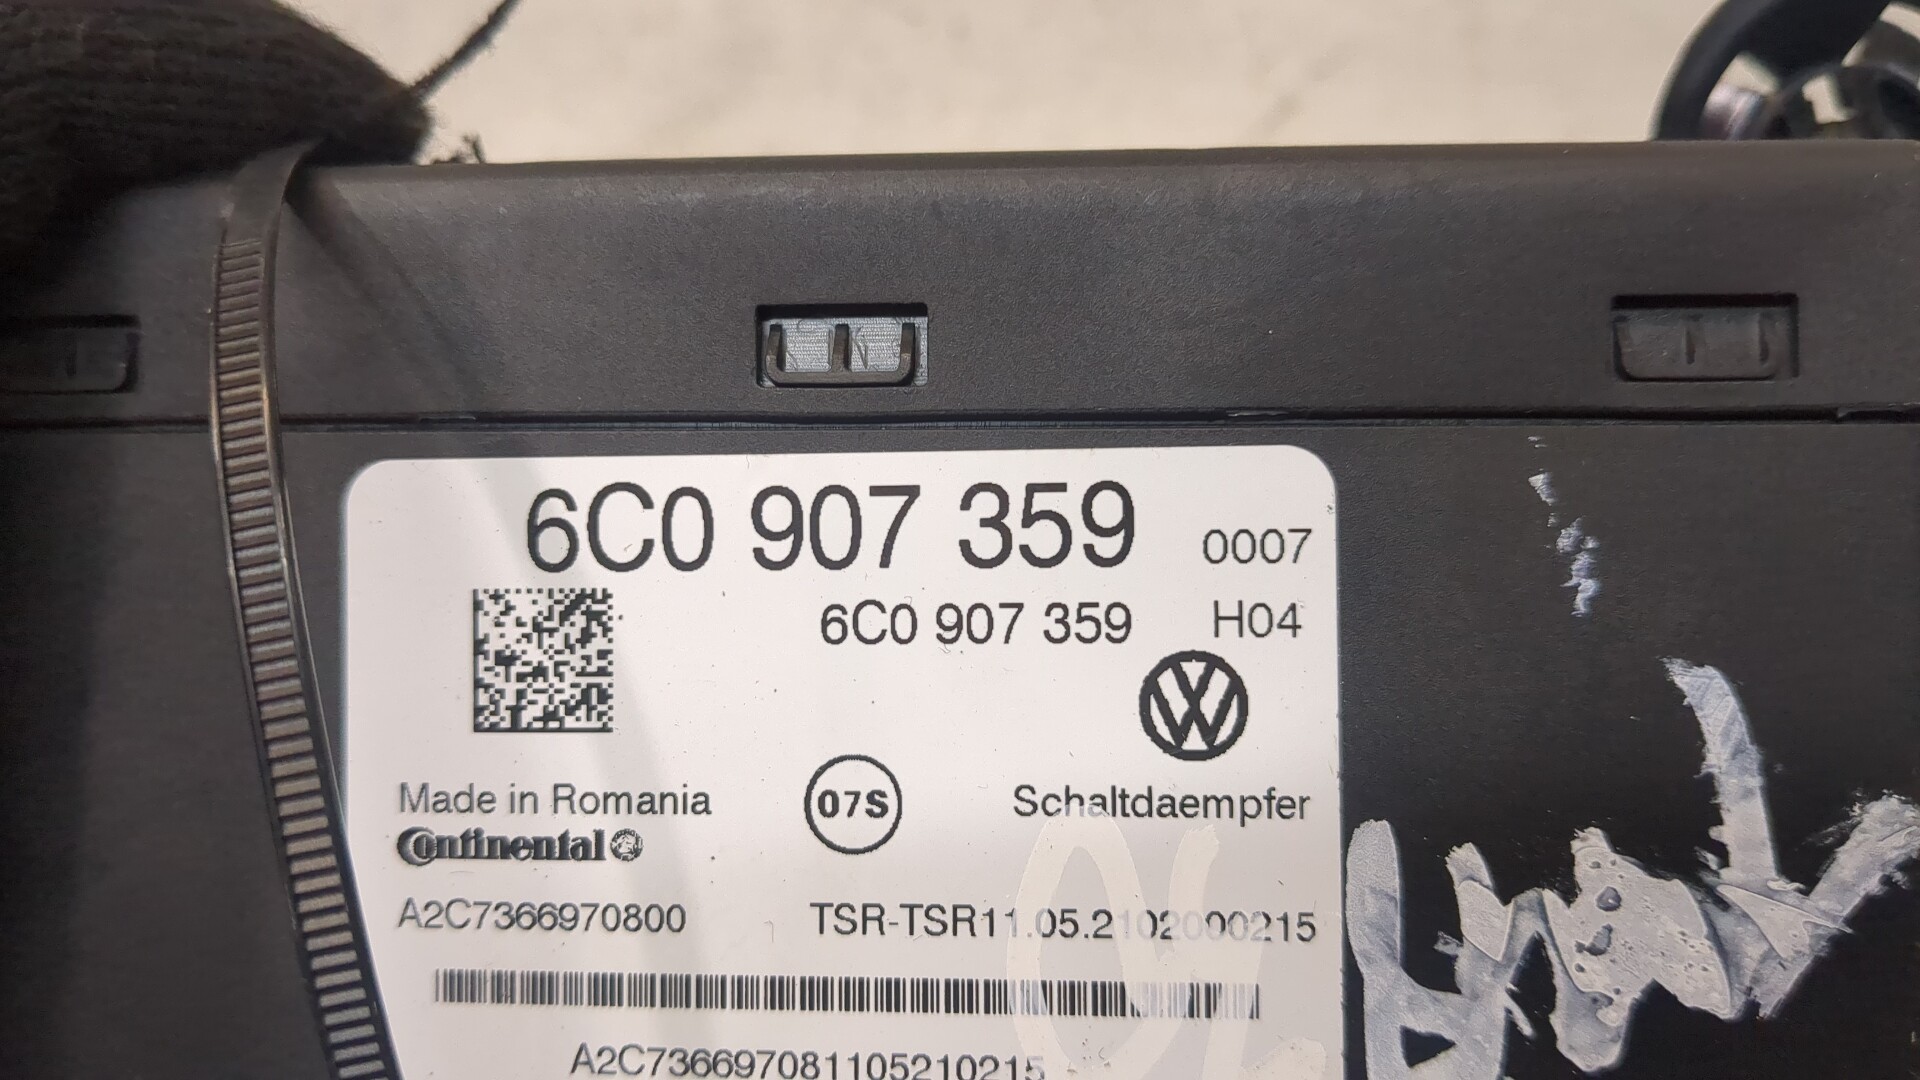 6C0 907 359 0007
6C0 907 359 H04
Made in Romania 07S Schaltdaempfer
Continental
A2C7366970800 TSR-TSR11.05.2102000215
A2C736697081105210215